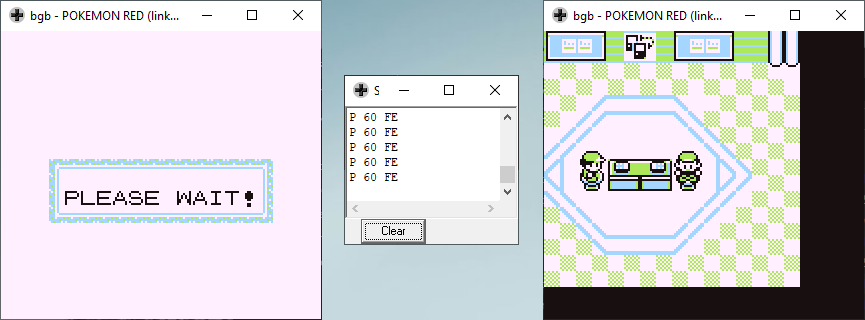 bgb - POKEMON RED (link...
PLEASE WAIT!
S
P 60 FE
P 60 FE
P 60 FE
P 60 FE
P 60 FE
Clear
bgb - POKEMON RED (link...